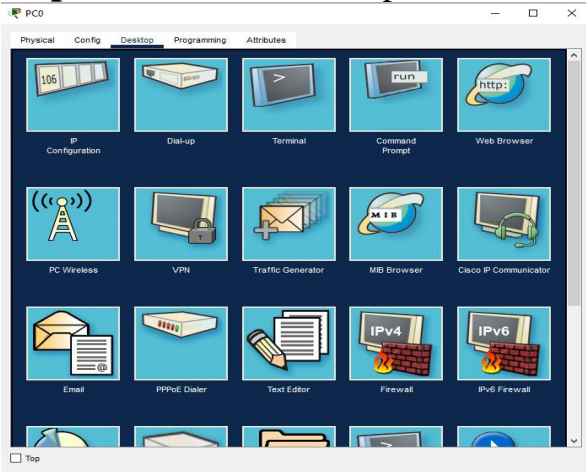 PC0
Physical Config Desktop Programming Attributes
106
>
run
http:
IP
Configuration
Dial-up
Terminal
Command
Prompt
Web Browser
MIB
PC Wireless
VPN
Traffic Generator
MIB Browser
Cisco IP Communicator
@
IPv4
IPv6
Email
PPPoE Dialer
Text Editor
Firewall
IPv6 Firewall
>
Top